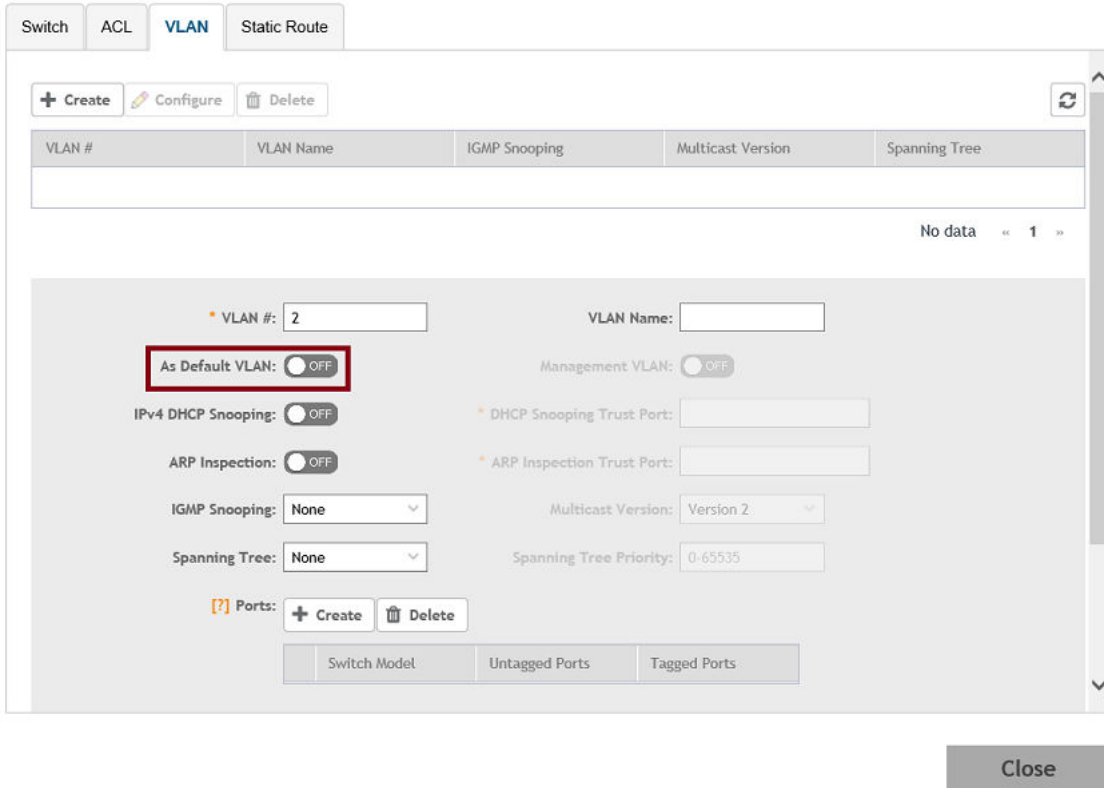 Switch ACL VLAN Static Route
+ Create Configure Delete
VLAN # VLAN Name IGMP Snooping Multicast Version Spanning Tree
No data « 1 »
* VLAN #: 2 VLAN Name:
As Default VLAN: OFF Management VLAN: OFF
IPv4 DHCP Snooping: OFF * DHCP Snooping Trust Port:
ARP Inspection: OFF * ARP Inspection Trust Port:
IGMP Snooping: None Multicast Version: Version 2
Spanning Tree: None Spanning Tree Priority: 0-65535
[?] Ports: + Create Delete
Switch Model Untagged Ports Tagged Ports
Close